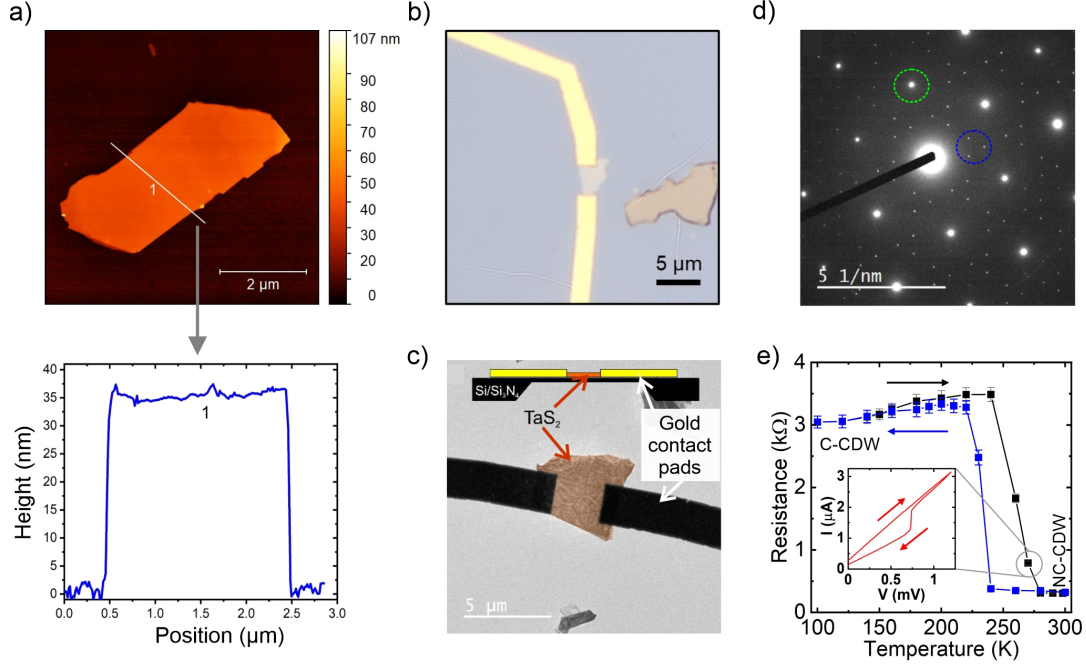 a)
107 nm
90
80
70
60
50
40
30
20
10
0
1
2 µm
40
35
30
25
20
15
10
5
0
1
0.0 0.5 1.0 1.5 2.0 2.5 3.0
Height (nm)
Position (µm)
b)
5 µm
c)
Si/Si3N4
TaS2
Gold
contact
pads
5 µm
d)
5 1/nm
e)
4
3
2
1
0
Resistance (kΩ)
C-CDW
NC-CDW
3
2
1
0
I (µA)
0 1
V (mV)
100 150 200 250 300
Temperature (K)